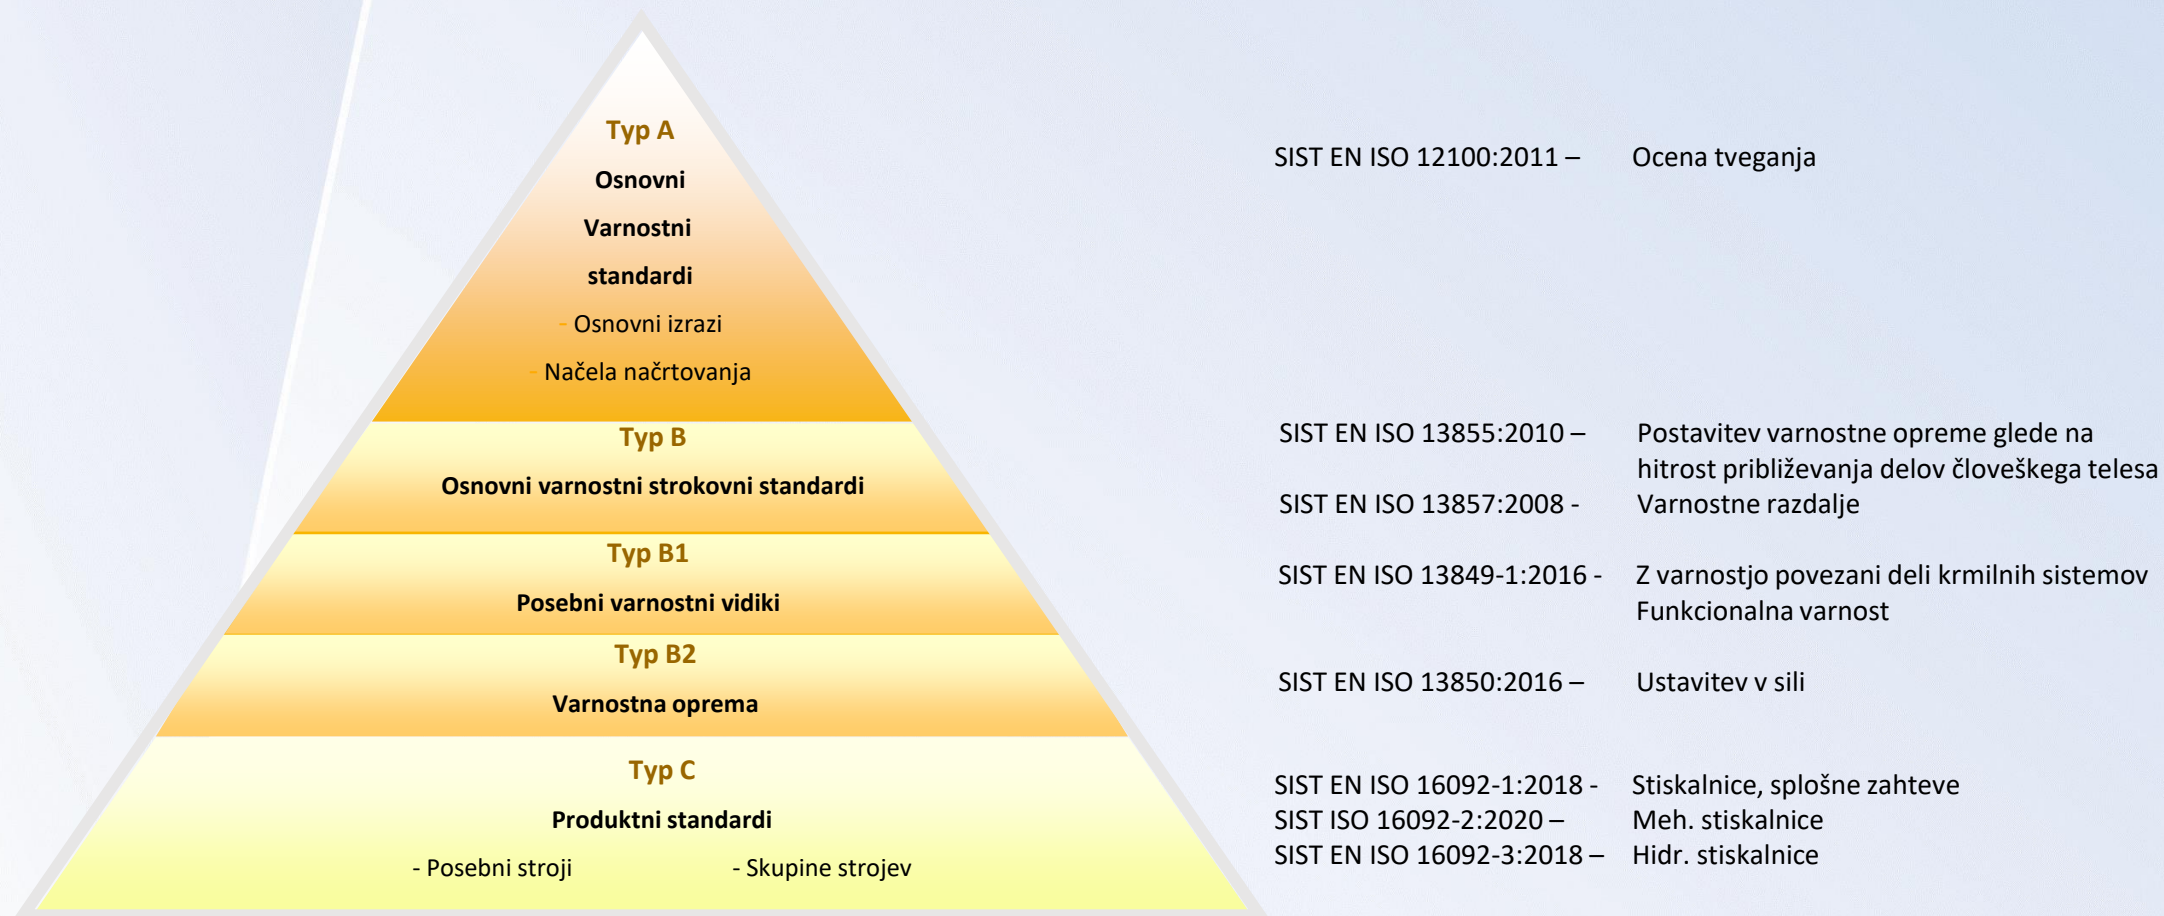 Typ A
Osnovni
Varnostni
standardi
- Osnovni izrazi
- Načela načrtovanja
SIST EN ISO 12100:2011 – Ocena tveganja
Typ B
Osnovni varnostni strokovni standardi
SIST EN ISO 13855:2010 – Postavitev varnostne opreme glede na
hitrost približevanja delov človeškega telesa
SIST EN ISO 13857:2008 - Varnostne razdalje
Typ B1
Posebni varnostni vidiki
SIST EN ISO 13849-1:2016 - Z varnostjo povezani deli krmilnih sistemov
Funkcionalna varnost
Typ B2
Varnostna oprema
SIST EN ISO 13850:2016 – Ustavitev v sili
Typ C
Produktni standardi
- Posebni stroji - Skupine strojev
SIST EN ISO 16092-1:2018 - Stiskalnice, splošne zahteve
SIST ISO 16092-2:2020 – Meh. stiskalnice
SIST EN ISO 16092-3:2018 – Hidr. stiskalnice